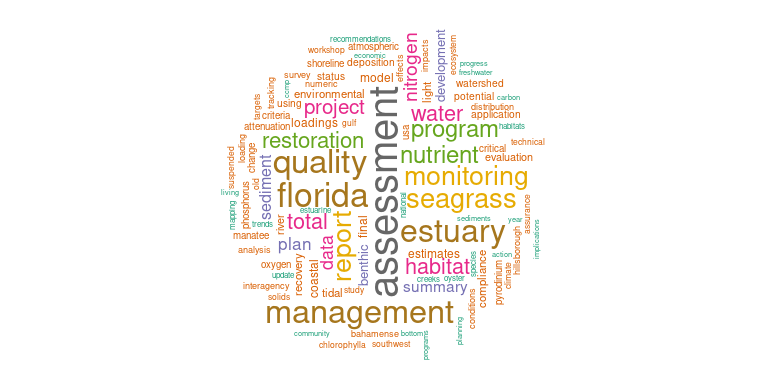 recommendations
workshop
atmospheric
economic
shoreline
deposition
effects
nitrogen
impacts
development
ecosystem
progress
freshwater
survey
status
model
numeric
ccmp
environmental
light
watershed
tracking
targets
using
project
potential
carbon
distribution
criteria
loadings
gulf
water
application
attenuation
usa
program
habitats
technical
restoration
nutrient
critical
evaluation
loading
change
suspended
quality
assessment
monitoring
living
old
phosphorus
sediment
florida
seagrass
mapping
trends
estuarine
national
sediments
year
assurance
implications
river
total
report
final
estuary
manatee
plan
data
benthic
hillsborough
analysis
estimates
action
oxygen
habitat
species
climate
update
recovery
coastal
creeks
oyster
compliance
pyrodinium
interagency
summary
solids
tidal
study
management
conditions
community
bahamense
bottom
planning
programs
chlorophylla
southwest